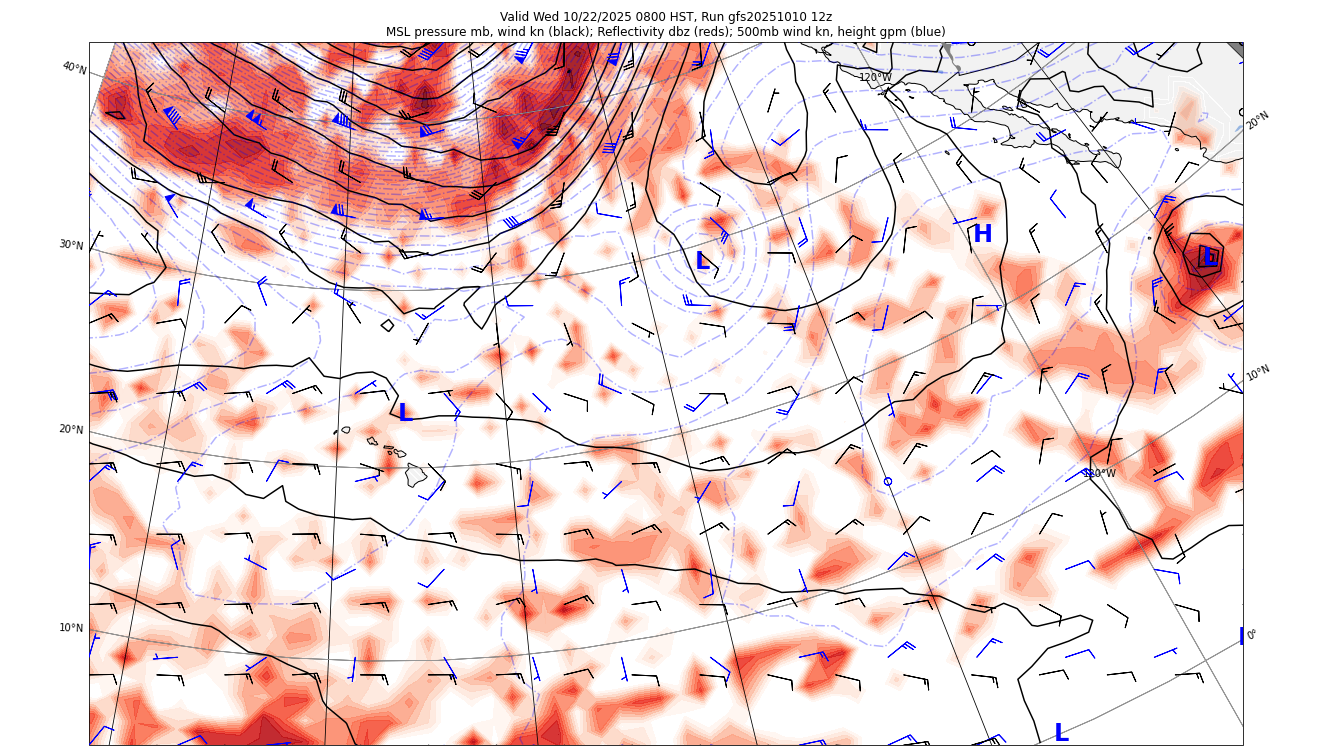 Valid Wed 10/22/2025 0800 HST, Run gfs20251010 12z
MSL pressure mb, wind kn (black); Reflectivity dbz (reds); 500mb wind kn, height gpm (blue)
40°N
120°W
20°N
30°N
H
L
L
10°N
L
20°N
120°W
10°N
0°
L